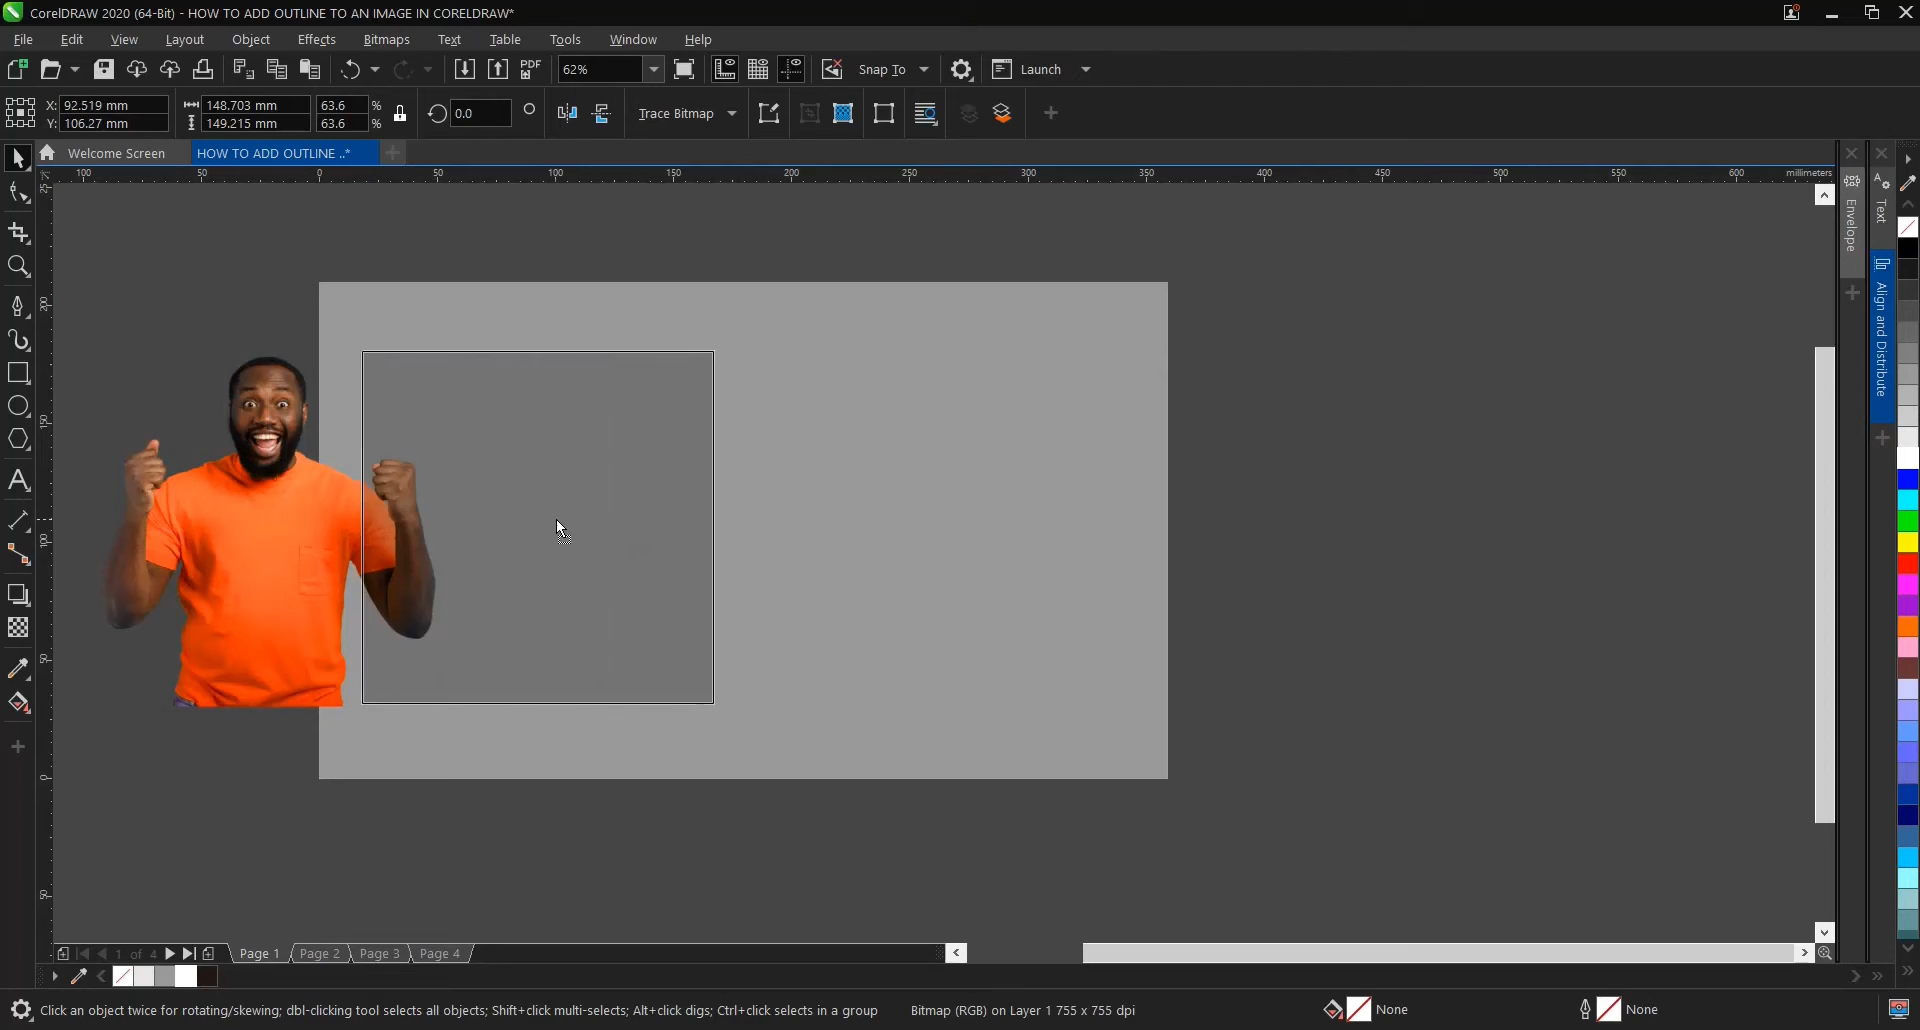 CorelDRAW 2020 (64-Bit) - HOW TO ADD OUTLINE TO AN IMAGE IN CORELDRAW*
File Edit View Layout Object Effects Bitmaps Text Table Tools Window Help
PDF 62% Snap To Launch
X: 92.519 mm 148.703 mm 63.6 % 0.0 Trace Bitmap
Y: 106.27 mm 149.215 mm 63.6 %
Welcome Screen HOW TO ADD OUTLINE ..*
100 50 0 50 100 150 200 250 300 350 400 450 500 550 600 millimeters
200
150
100
50
0
50
Envelope
Text
Align and Distribute
1 of 4 Page 1 Page 2 Page 3 Page 4
Click an object twice for rotating/skewing; dbl-clicking tool selects all objects; Shift+click multi-selects; Alt+click digs; Ctrl+click selects in a group Bitmap (RGB) on Layer 1 755 x 755 dpi None None